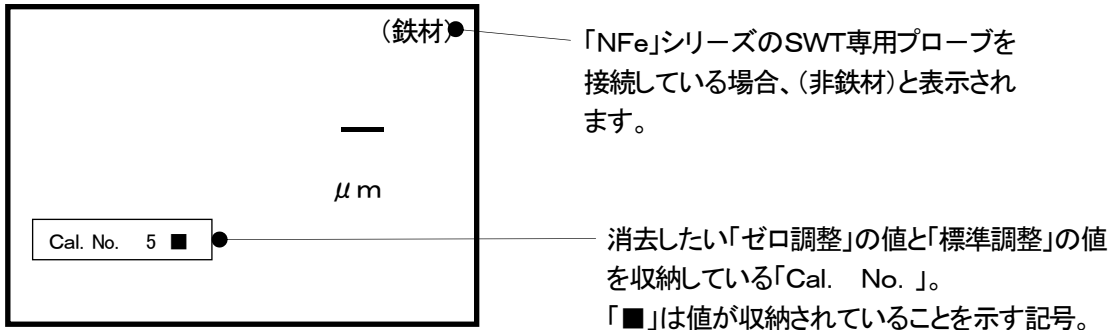 (鉄材)
「NFe」シリーズのSWT専用プローブを
接続している場合、(非鉄材)と表示され
ます。
―
μm
Cal. No. 5 ■
消去したい「ゼロ調整」の値と「標準調整」の値
を収納している「Cal. No. 」。
「■」は値が収納されていることを示す記号。